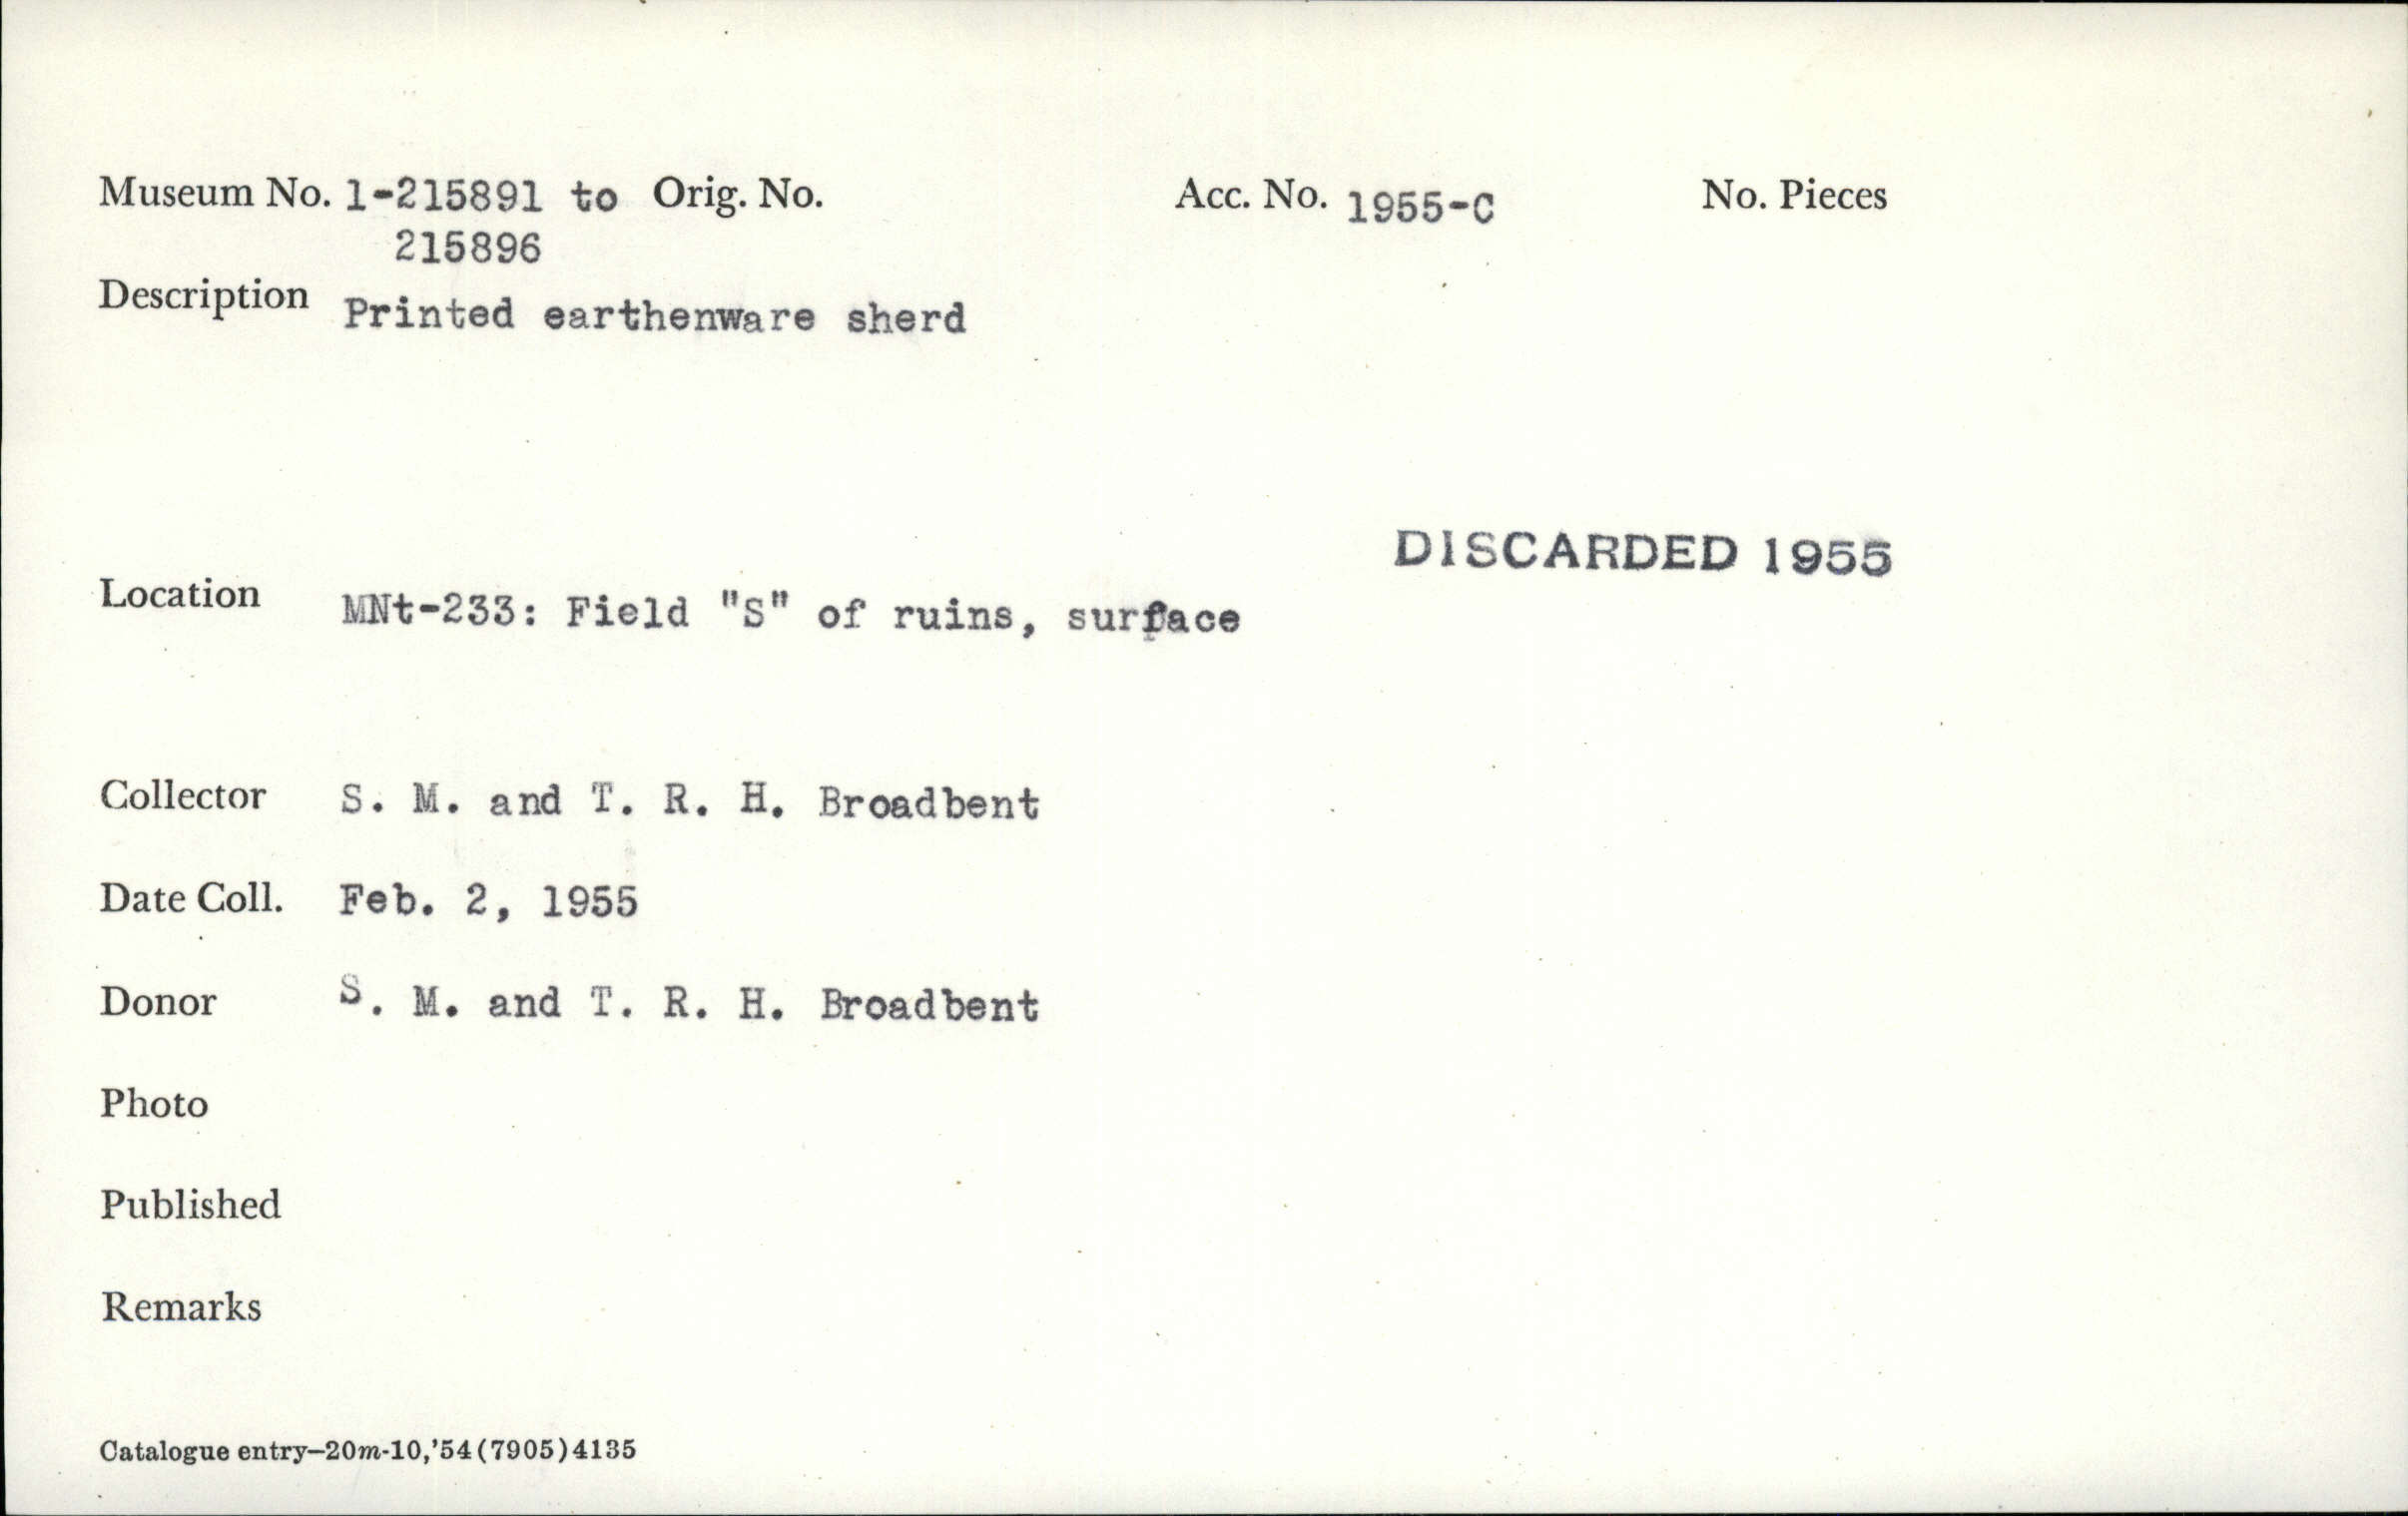 Museum No. 1-215891 to Orig. No. Acc. No. 1955-C No. Pieces
215896
Description Printed earthenware sherd
DISCARDED 1955
Location MNt-233: Field "S" of ruins, surface
Collector S. M. and T. R. H. Broadbent
Date Coll. Feb. 2, 1955
Donor S. M. and T. R. H. Broadbent
Photo
Published
Remarks
Catalogue entry—20m-10,'54(7905)4135